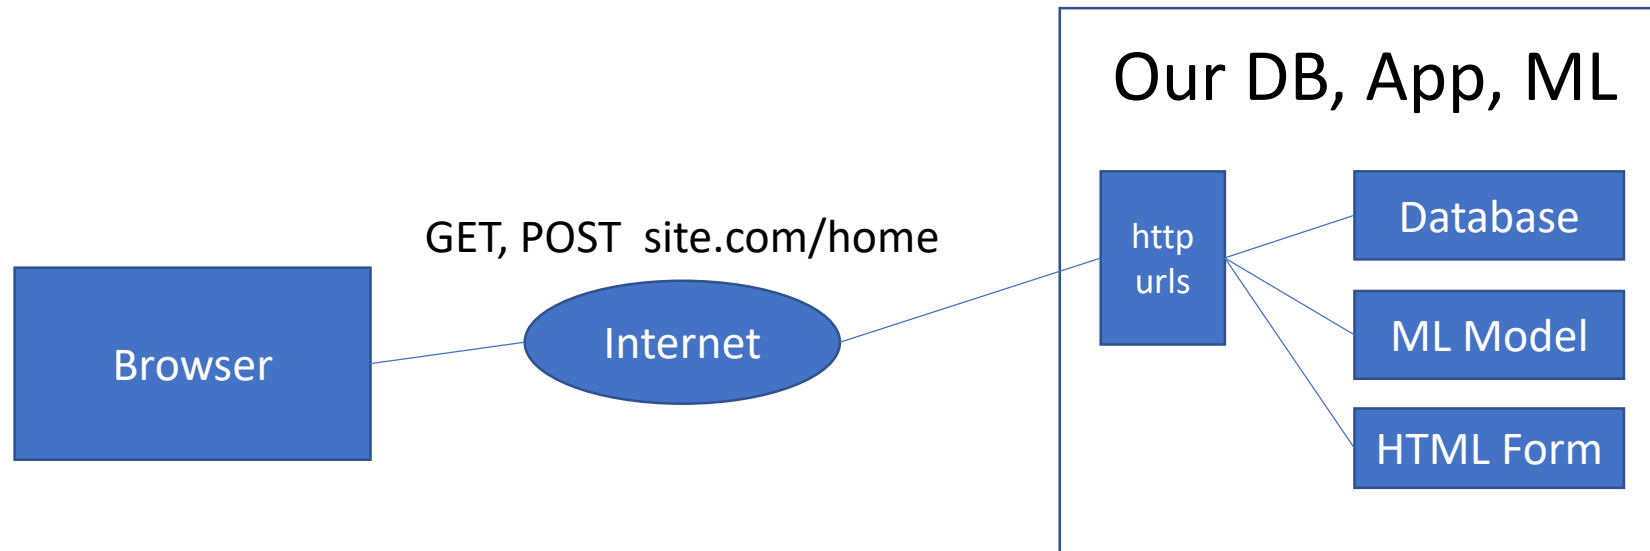 Our DB, App, ML
GET, POST site.com/home
Browser
Internet
http
urls
Database
ML Model
HTML Form